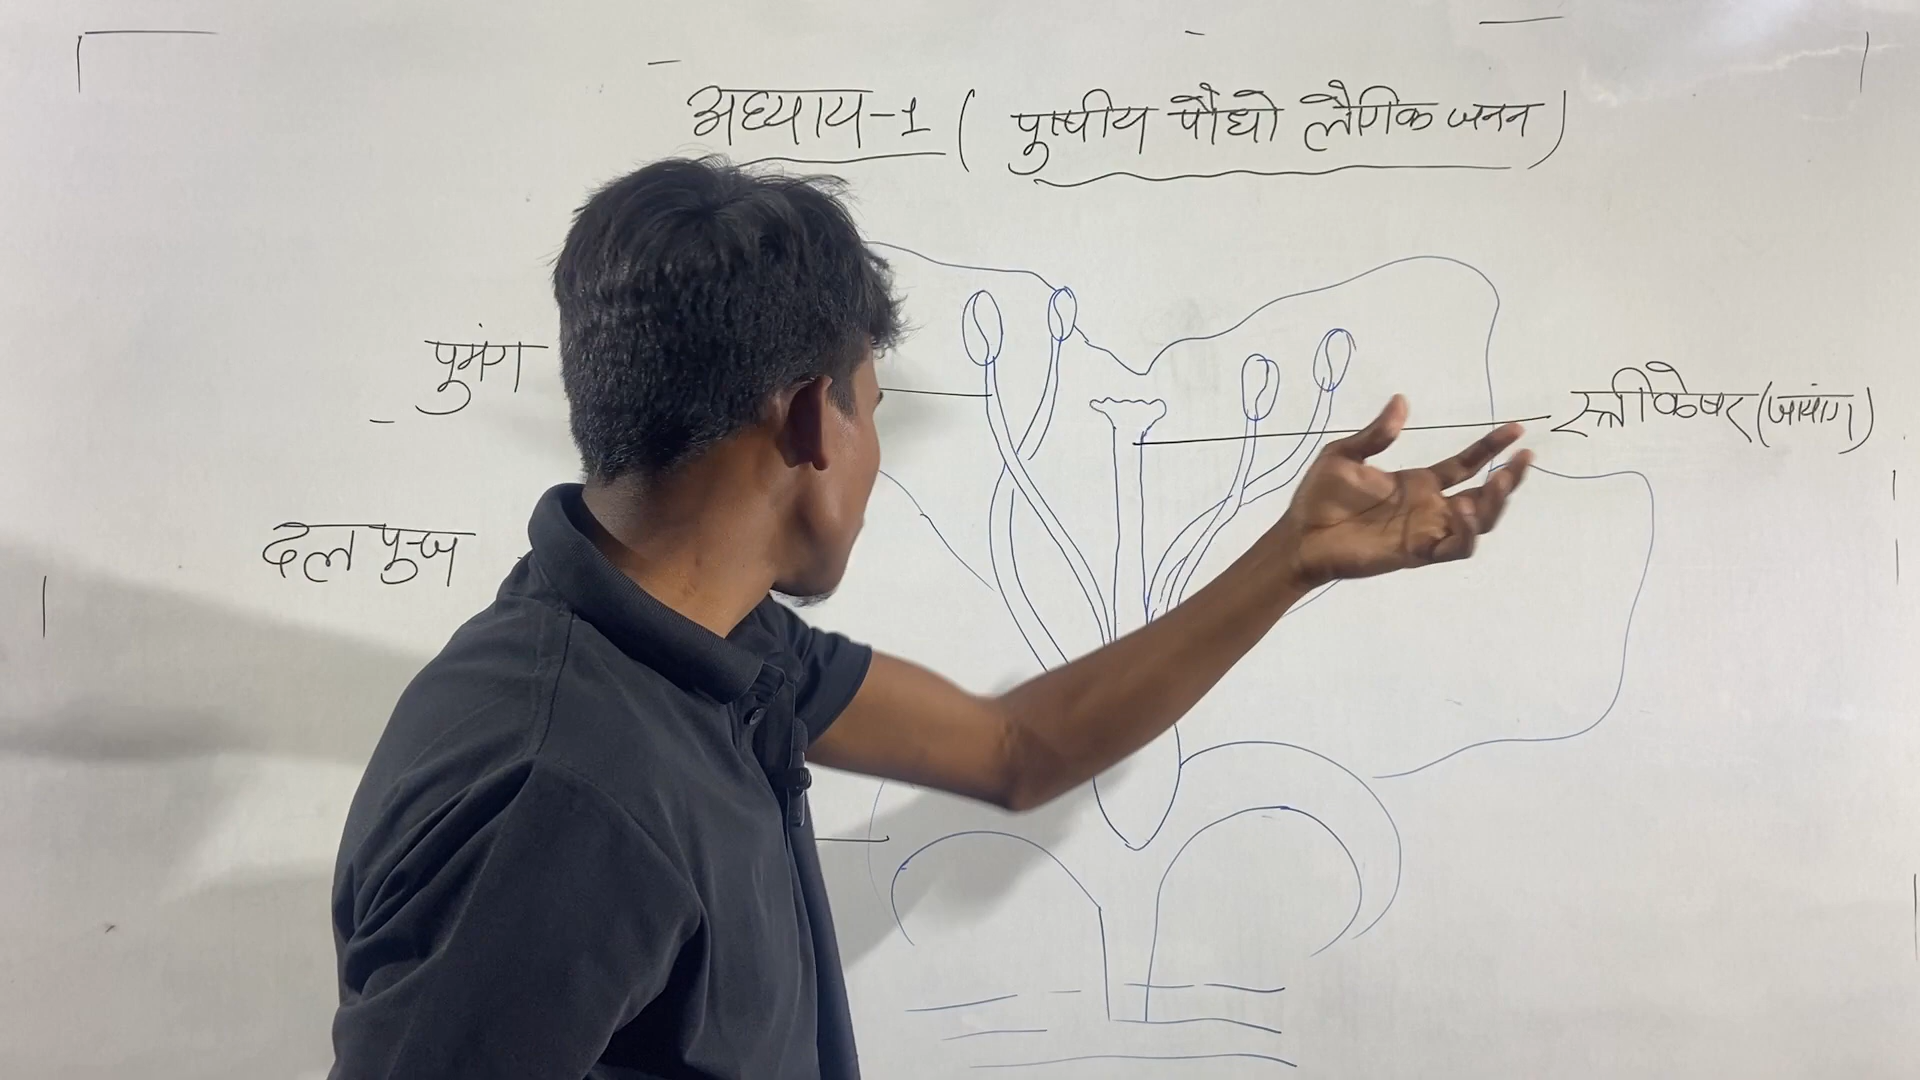 अध्याय-1 ( पुष्पीय पौधो लैगिक जनन )
पुमंग
स्त्रीकेषर (जायांग)
दल पुन्ज